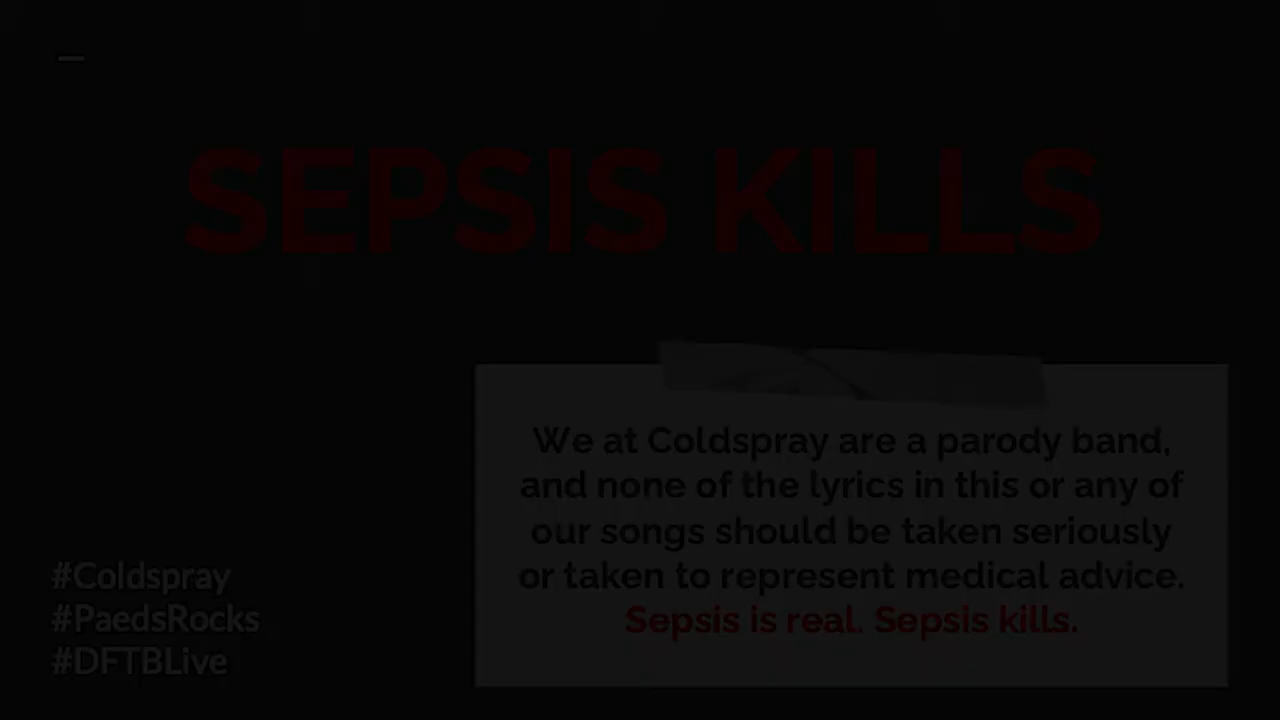 SEPSIS KILLS
We at Coldspray are a parody band,
and none of the lyrics in this or any of
our songs should be taken seriously
or taken to represent medical advice.
Sepsis is real. Sepsis kills.
#Coldspray
#PaedsRocks
#DFTBLive